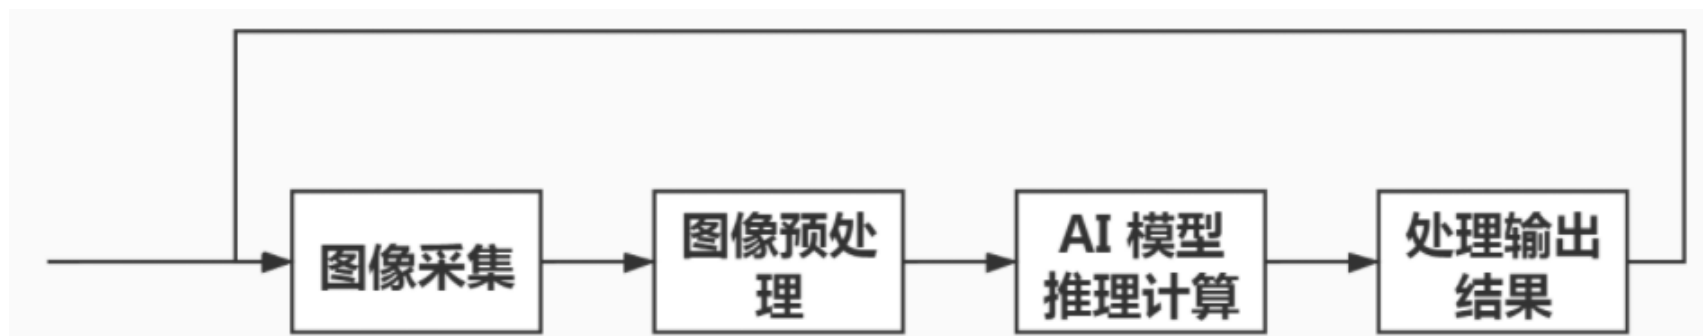 图像采集
图像预处
理
AI 模型
推理计算
处理输出
结果